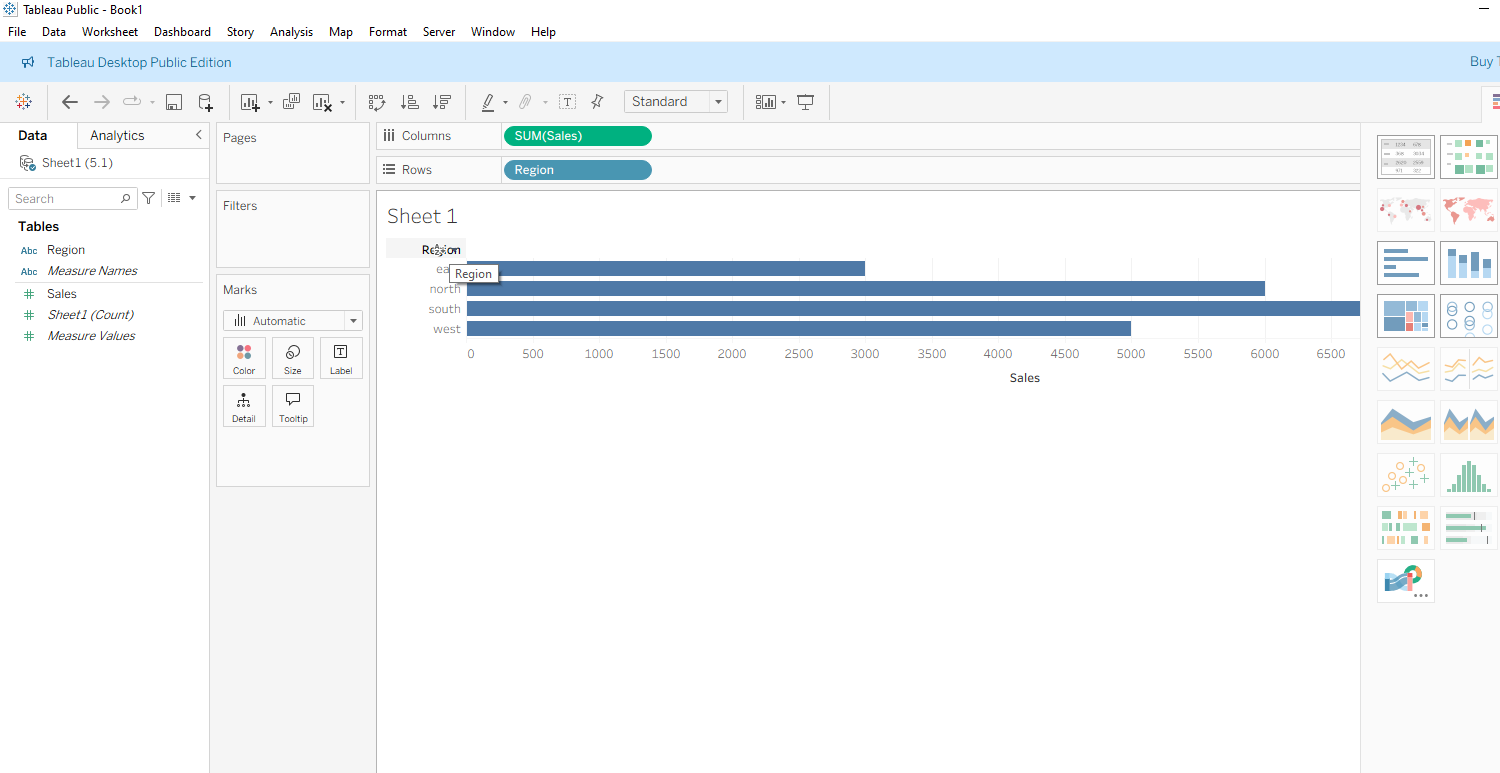 Tableau Public - Book1
File Data Worksheet Dashboard Story Analysis Map Format Server Window Help
Tableau Desktop Public Edition
Buy
Standard
Data Analytics
Sheet1 (5.1)
Search
Tables
Abc Region
Abc Measure Names
# Sales
# Sheet1 (Count)
# Measure Values
Pages
Filters
Marks
Automatic
Color Size Label
Detail Tooltip
Columns SUM(Sales)
Rows Region
Sheet 1
Region
Region
north
south
west
0 500 1000 1500 2000 2500 3000 3500 4000 4500 5000 5500 6000 6500
Sales